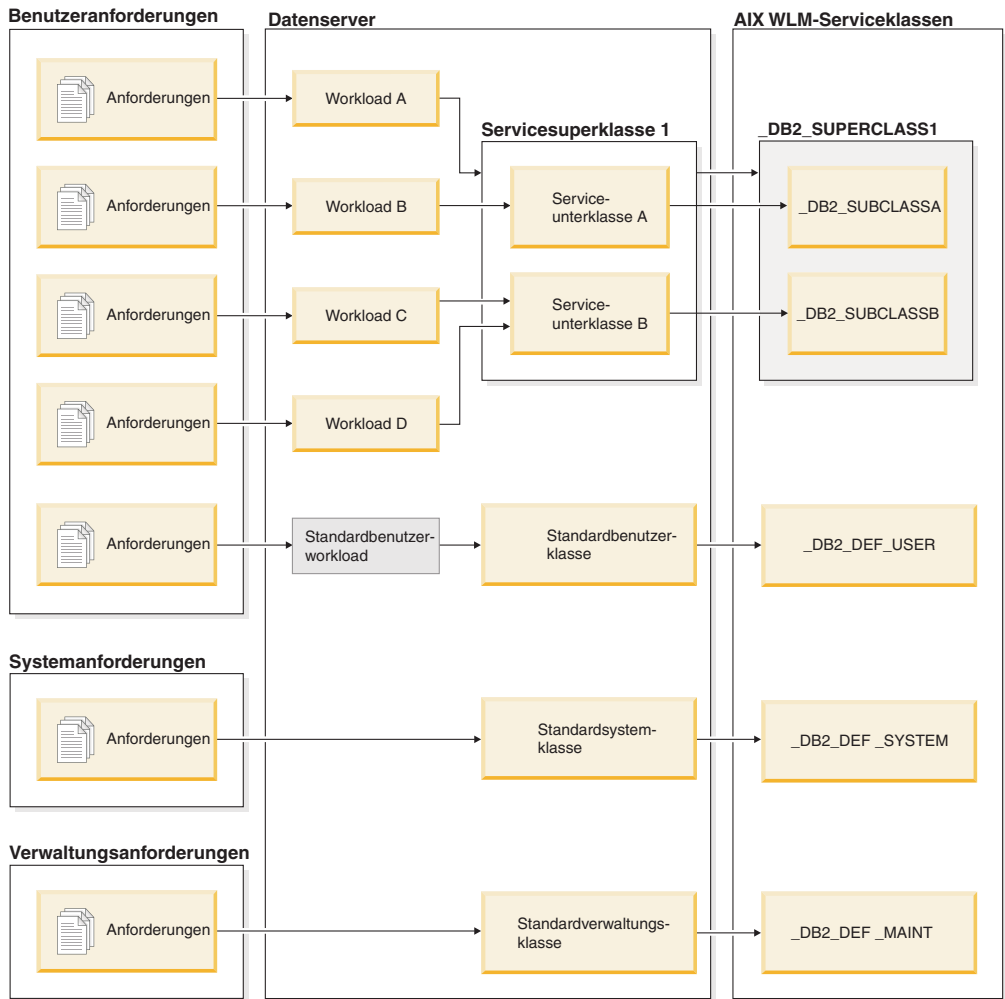 Benutzeranforderungen
Datenserver
AIX WLM-Serviceklassen
Anforderungen
Workload A
Servicesuperklasse 1
_DB2_SUPERCLASS1
Anforderungen
Workload B
Service-
unterklasse A
_DB2_SUBCLASSA
Anforderungen
Workload C
Service-
unterklasse B
_DB2_SUBCLASSB
Anforderungen
Workload D
Anforderungen
Standardbenutzer-
workload
Standardbenutzer-
klasse
_DB2_DEF_USER
Systemanforderungen
Anforderungen
Standardsystem-
klasse
_DB2_DEF _SYSTEM
Verwaltungsanforderungen
Anforderungen
Standardverwaltungs-
klasse
_DB2_DEF _MAINT